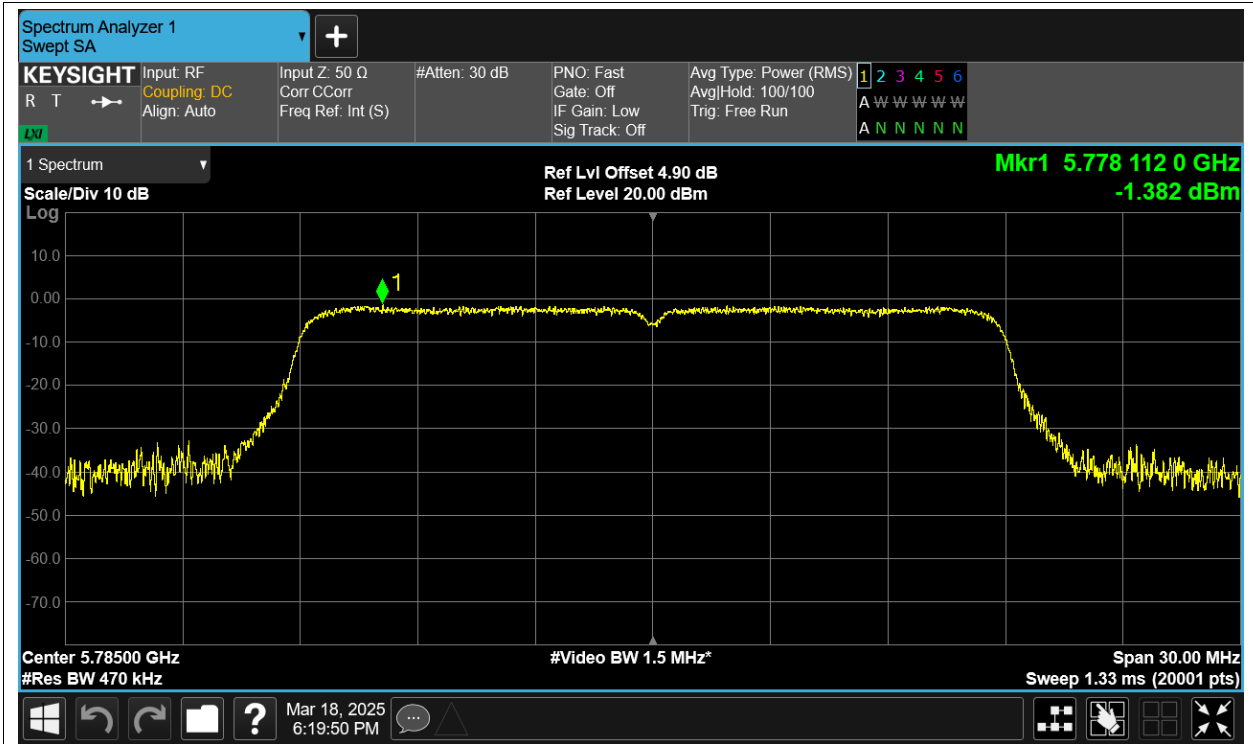 Spectrum Analyzer 1
Swept SA
KEYSIGHT
R T
LXI
Input: RF
Coupling: DC
Align: Auto
Input Z: 50 Ω
Corr CCorr
Freq Ref: Int (S)
#Atten: 30 dB
PNO: Fast
Gate: Off
IF Gain: Low
Sig Track: Off
Avg Type: Power (RMS)
Avg|Hold: 100/100
Trig: Free Run
1 2 3 4 5 6
A W W W W W
A N N N N N
1 Spectrum
Scale/Div 10 dB
Ref Lvl Offset 4.90 dB
Ref Level 20.00 dBm
Mkr1 5.778 112 0 GHz
-1.382 dBm
Log
10.0
0.00
-10.0
-20.0
-30.0
-40.0
-50.0
-60.0
-70.0
1
Center 5.78500 GHz
#Res BW 470 kHz
#Video BW 1.5 MHz*
Span 30.00 MHz
Sweep 1.33 ms (20001 pts)
?
Mar 18, 2025
6:19:50 PM